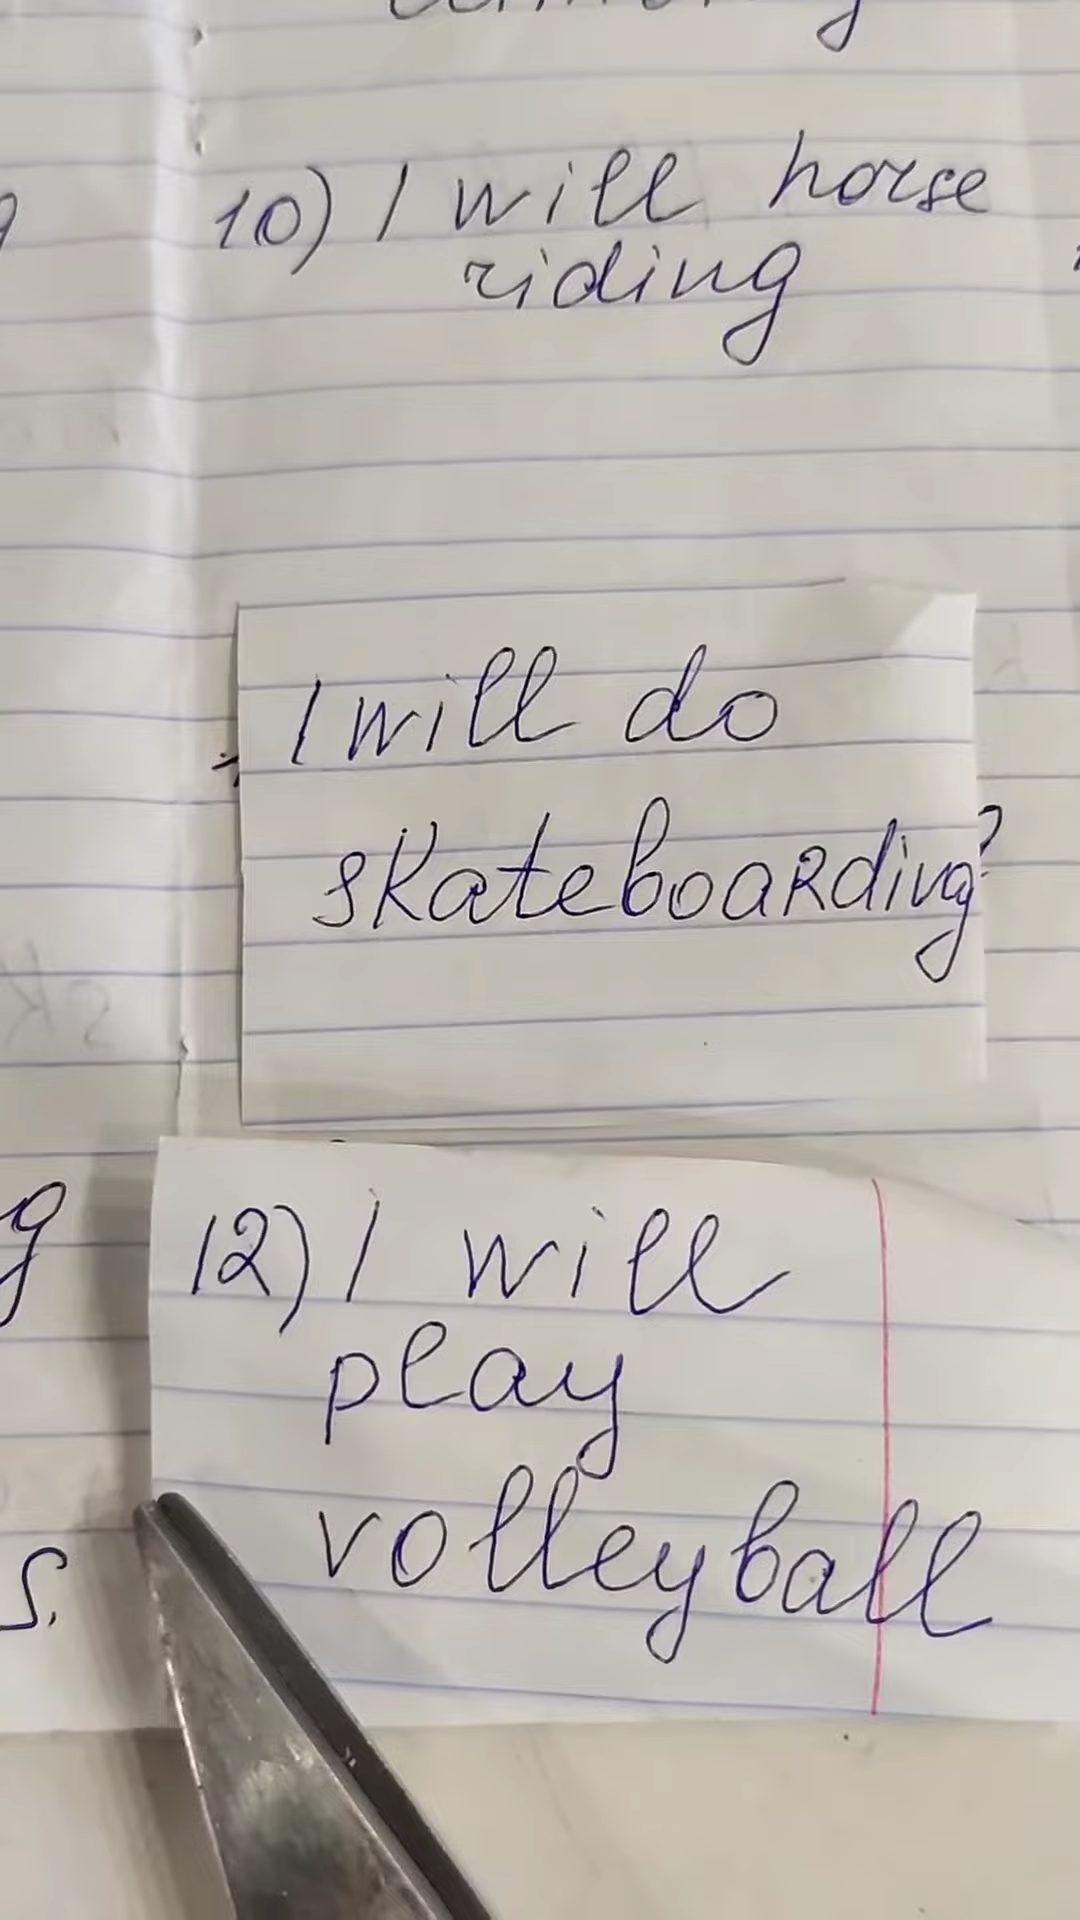 10) I will horse
riding
I will do
skateboarding
12) I will
play
volleyball